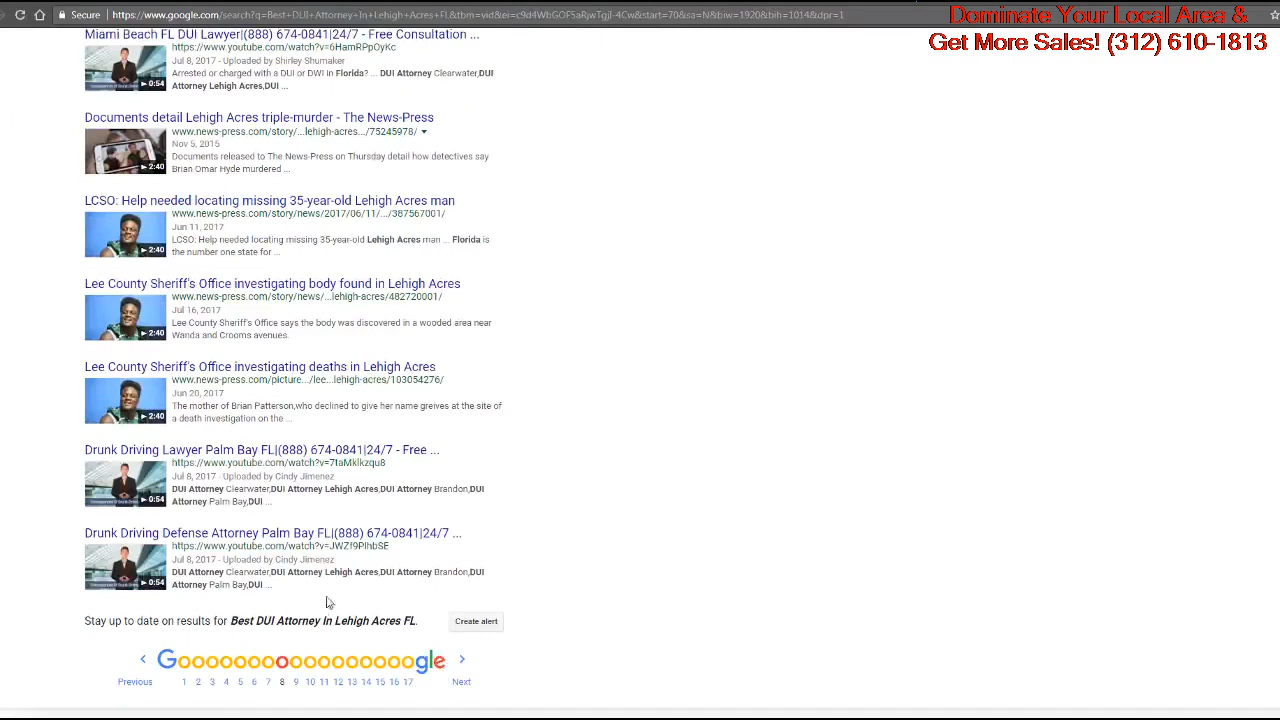 Secure
https://www.google.com/search?q=Best+DUI+Attorney+In+Lehigh+Acres+FL&tbm=vid&ei=c9d4WbGOF5aRjwTgjI-4Cw&start=70&sa=N&biw=1920&bih=1014&dpr=1
Dominate Your Local Area &
Get More Sales! (312) 610-1813
Miami Beach FL DUI Lawyer|(888) 674-0841|24/7 - Free Consultation ...
https://www.youtube.com/watch?v=6HamRPpOyKc
Jul 8, 2017 - Uploaded by Shirley Shumaker
Arrested or charged with a DUI or DWI in Florida? ... DUI Attorney Clearwater,DUI
Attorney Lehigh Acres,DUI ...
0:54
Documents detail Lehigh Acres triple-murder - The News-Press
www.news-press.com/story/...lehigh-acres.../75245978/
Nov 5, 2015
Documents released to The News-Press on Thursday detail how detectives say
Brian Omar Hyde murdered ...
2:40
LCSO: Help needed locating missing 35-year-old Lehigh Acres man
www.news-press.com/story/news/2017/06/11/.../387567001/
Jun 11, 2017
LCSO: Help needed locating missing 35-year-old Lehigh Acres man ... Florida is
the number one state for ...
2:40
Lee County Sheriff's Office investigating body found in Lehigh Acres
www.news-press.com/story/news/...lehigh-acres/482720001/
Jul 16, 2017
Lee County Sheriff's Office says the body was discovered in a wooded area near
Wanda and Crooms avenues.
2:40
Lee County Sheriff's Office investigating deaths in Lehigh Acres
www.news-press.com/picture.../lee...lehigh-acres/103054276/
Jun 20, 2017
The mother of Brian Patterson,who declined to give her name greives at the site of
a death investigation on the ...
2:40
Drunk Driving Lawyer Palm Bay FL|(888) 674-0841|24/7 - Free ...
https://www.youtube.com/watch?v=7taMklkzqu8
Jul 8, 2017 - Uploaded by Cindy Jimenez
DUI Attorney Clearwater,DUI Attorney Lehigh Acres,DUI Attorney Brandon,DUI
Attorney Palm Bay,DUI ...
0:54
Drunk Driving Defense Attorney Palm Bay FL|(888) 674-0841|24/7 ...
https://www.youtube.com/watch?v=JWZf9PIhbSE
Jul 8, 2017 - Uploaded by Cindy Jimenez
DUI Attorney Clearwater,DUI Attorney Lehigh Acres,DUI Attorney Brandon,DUI
Attorney Palm Bay,DUI ...
0:54
Stay up to date on results for Best DUI Attorney In Lehigh Acres FL.
Create alert
Gooooooooooooooooogle
Previous 1 2 3 4 5 6 7 8 9 10 11 12 13 14 15 16 17 Next